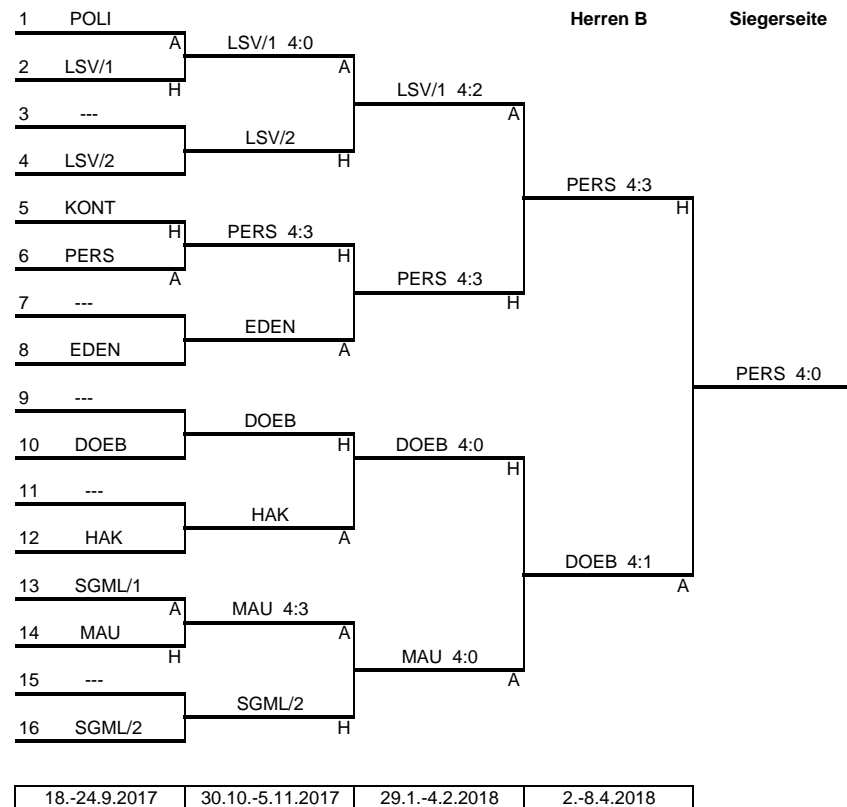 1 POLI Herren B Siegerseite
A LSV/1 4:0
2 LSV/1 A
H LSV/1 4:2
3 --- A
LSV/2
4 LSV/2 H
PERS 4:3
5 KONT H
H PERS 4:3
6 PERS H
A PERS 4:3
7 --- H
EDEN
8 EDEN A
PERS 4:0
9 ---
DOEB
10 DOEB H DOEB 4:0
H
11 ---
HAK
12 HAK A
DOEB 4:1
13 SGML/1 A
A MAU 4:3
14 MAU A
H MAU 4:0
15 --- A
SGML/2
16 SGML/2 H
18.-24.9.2017 30.10.-5.11.2017 29.1.-4.2.2018 2.-8.4.2018